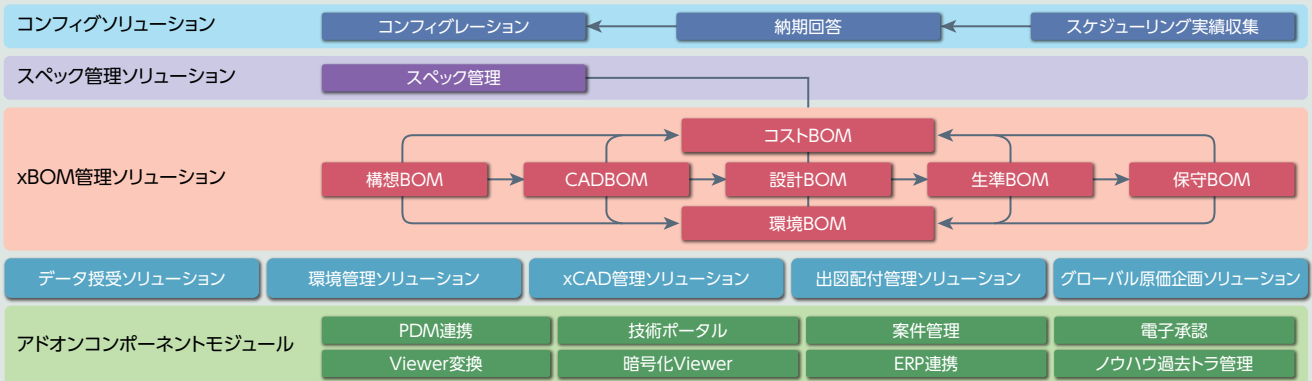 コンフィグソリューション
コンフィグレーション
納期回答
スケジューリング実績収集
スペック管理ソリューション
スペック管理
xBOM管理ソリューション
コストBOM
構想BOM
CADBOM
設計BOM
生準BOM
保守BOM
環境BOM
データ授受ソリューション
環境管理ソリューション
xCAD管理ソリューション
出図配付管理ソリューション
グローバル原価企画ソリューション
アドオンコンポーネントモジュール
PDM連携
技術ポータル
案件管理
電子承認
Viewer変換
暗号化Viewer
ERP連携
ノウハウ過去トラ管理